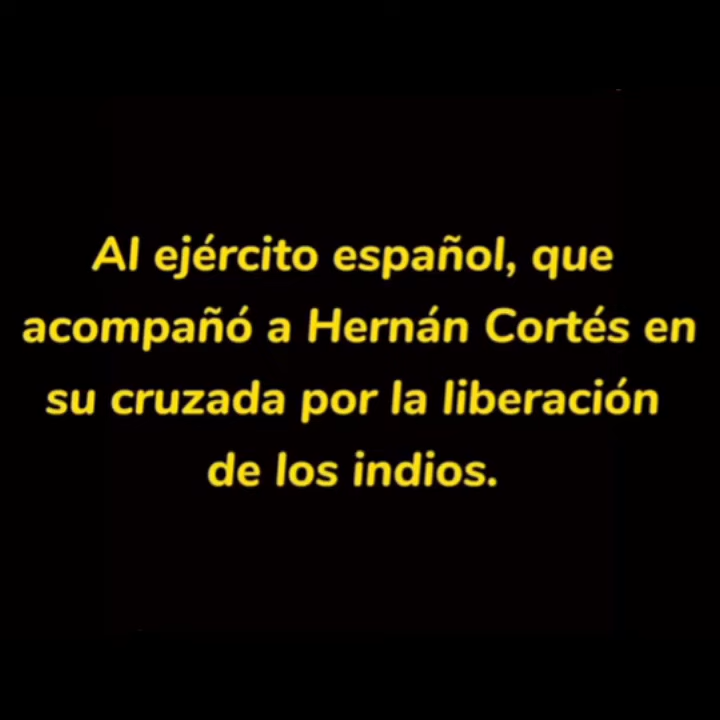 Al ejército español, que
acompañó a Hernán Cortés en
su cruzada por la liberación
de los indios.